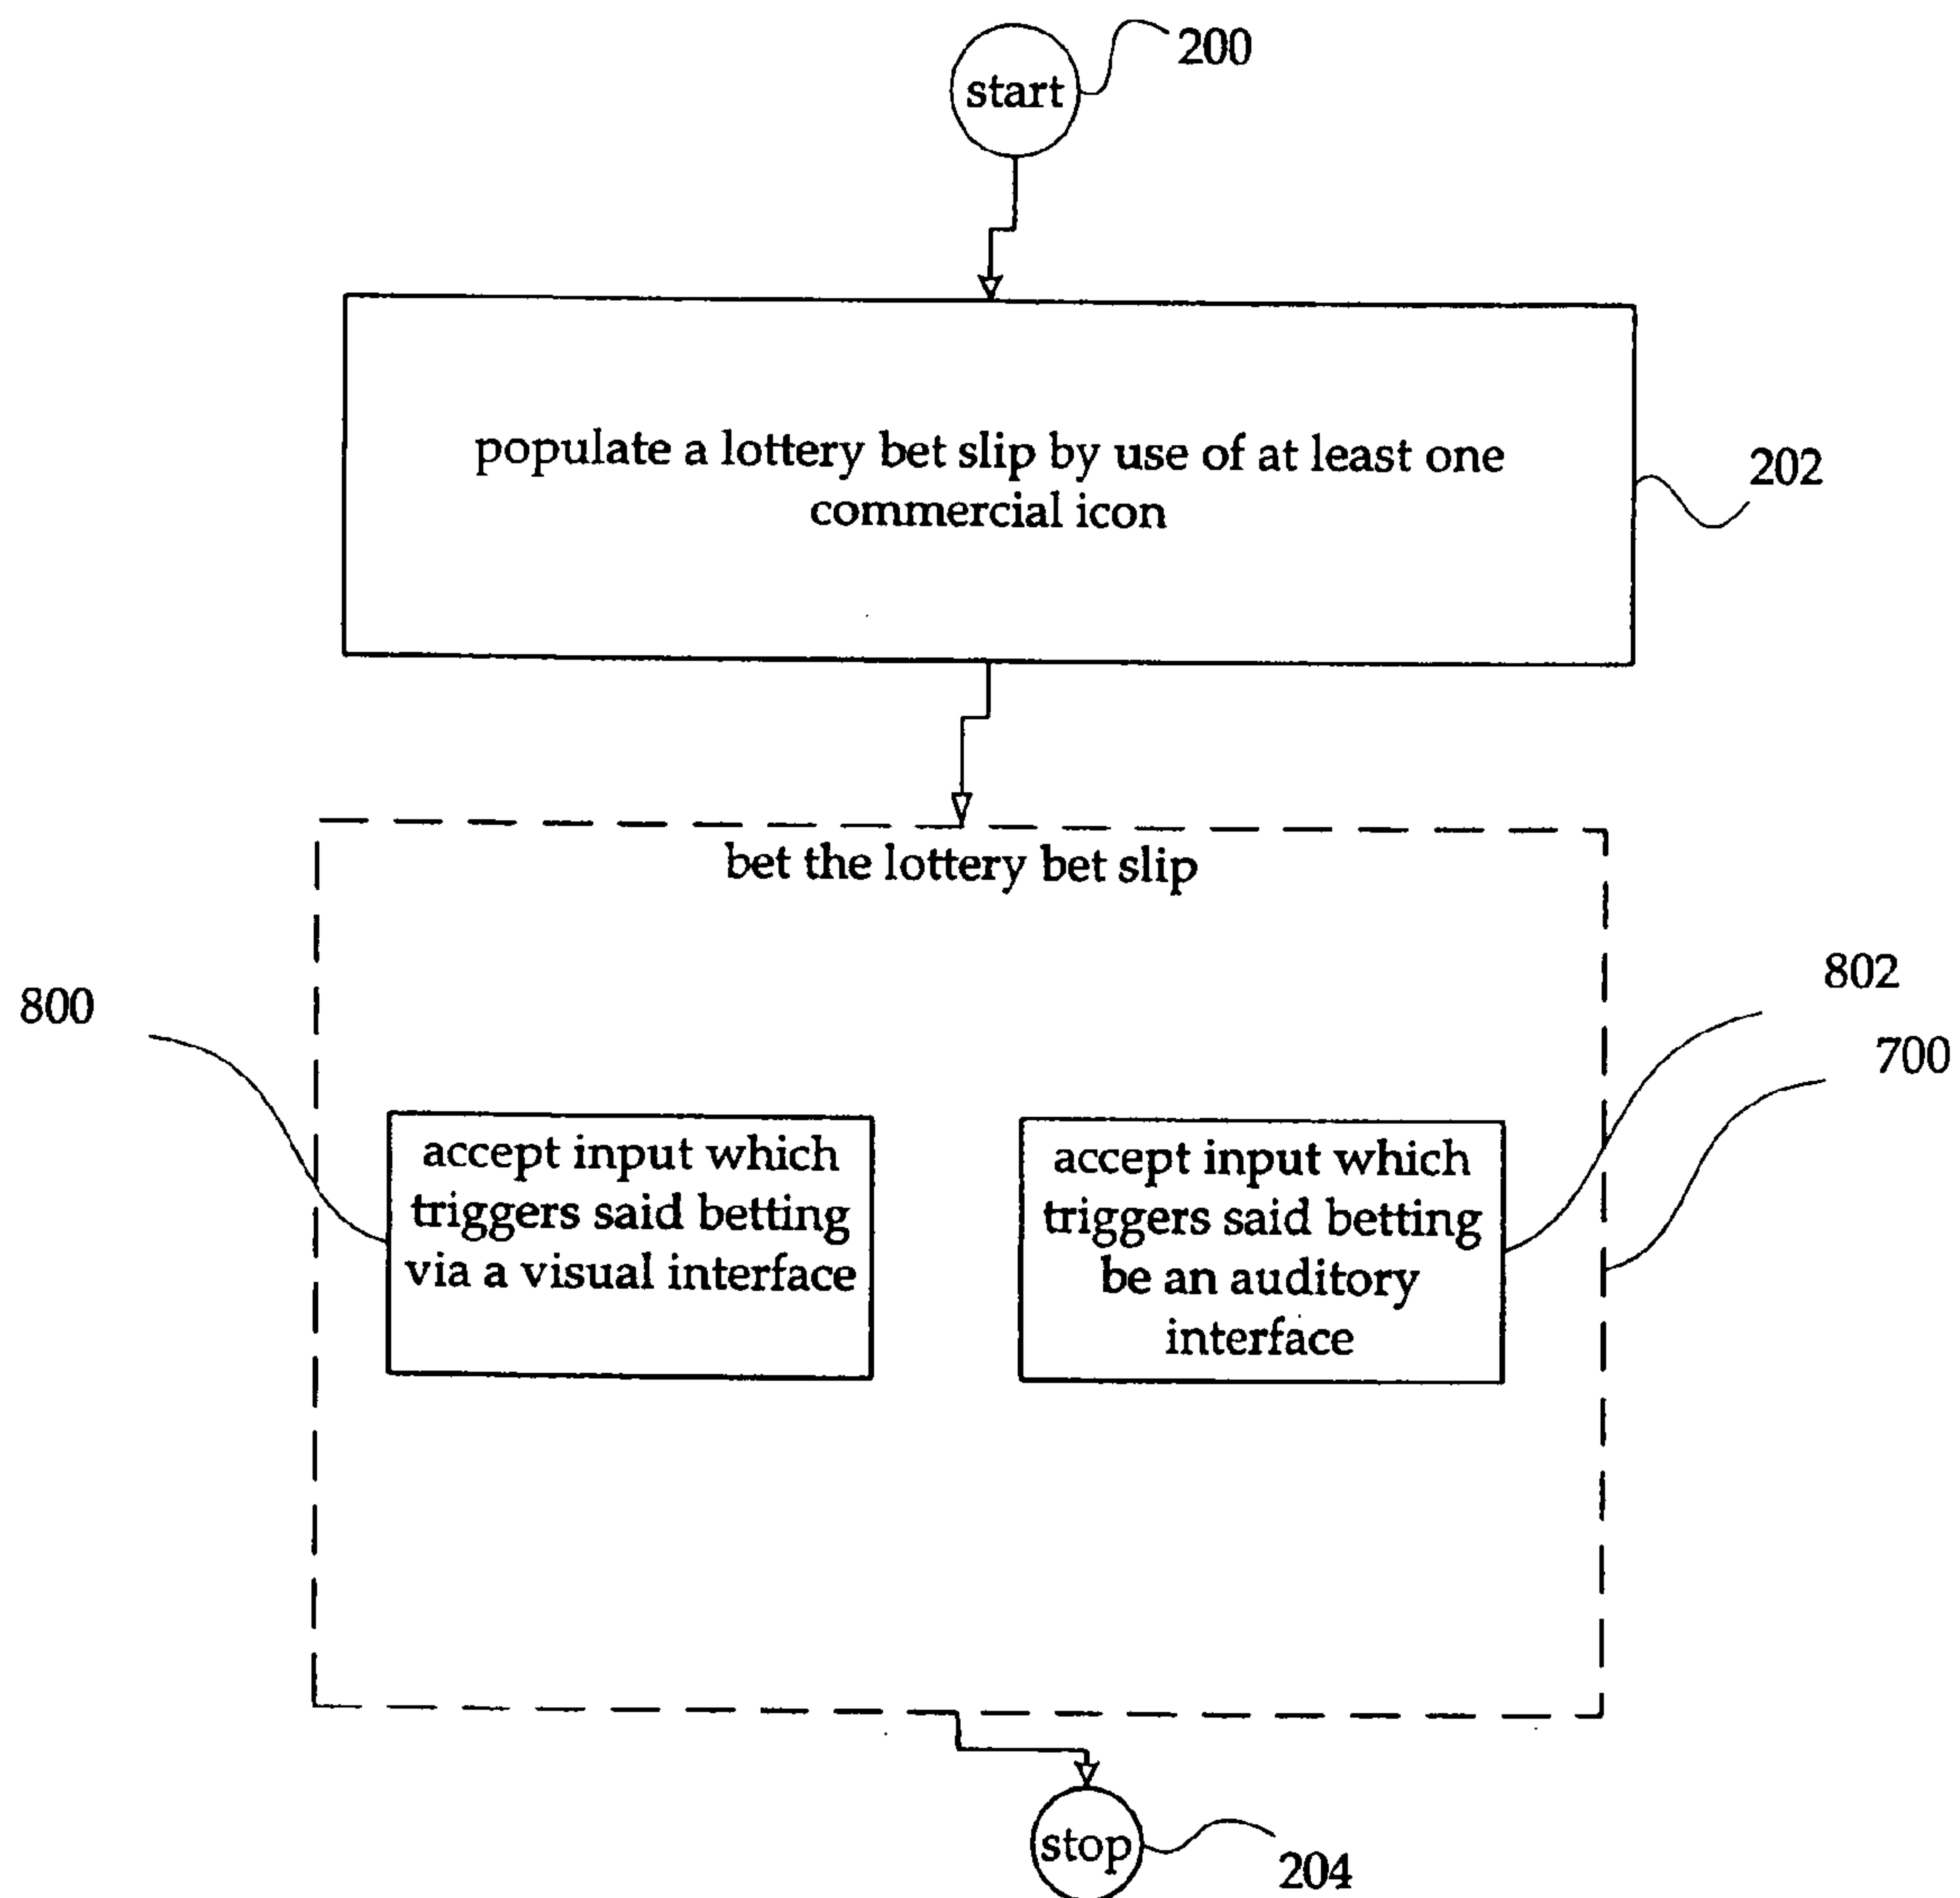 start
200
populate a lottery bet slip by use of at least one
commercial icon
202
bet the lottery bet slip
800
802
700
accept input which
triggers said betting
via a visual interface
accept input which
triggers said betting
be an auditory
interface
stop
204